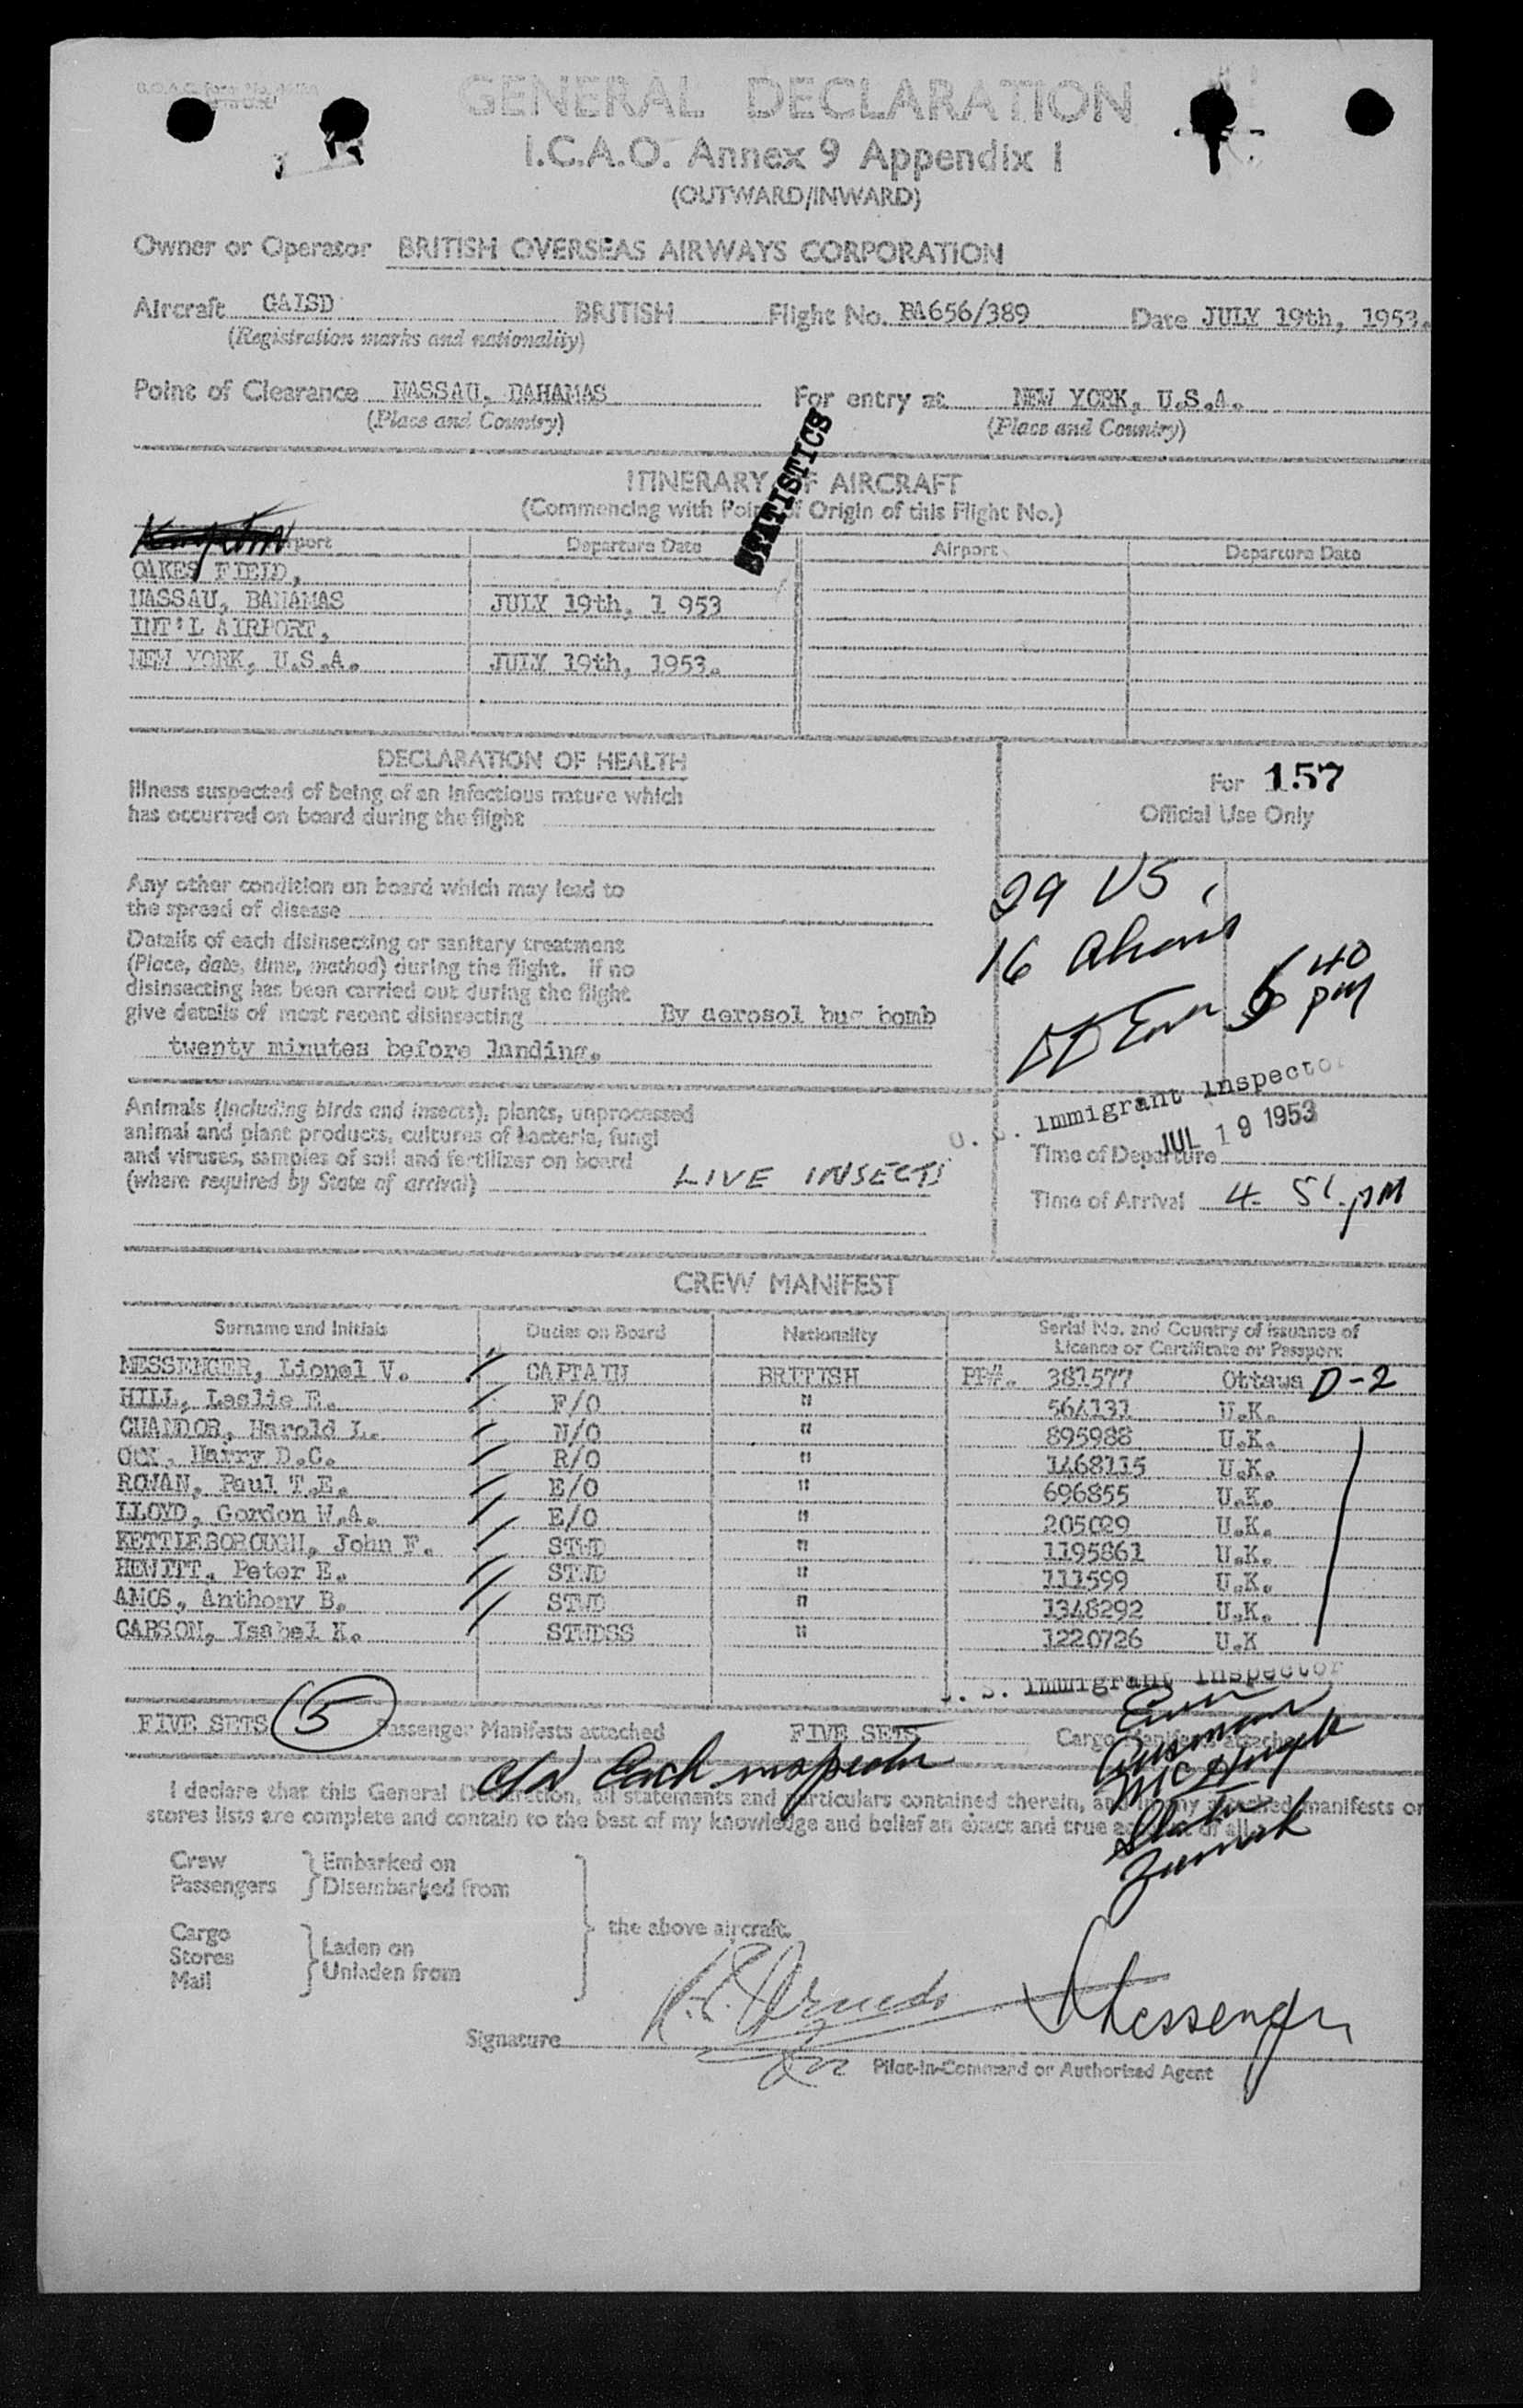 GENERAL DECLARATION
I.C.A.O. Annex 9 Appendix 1
(OUTWARD/INWARD)
Owner or Operator BRITISH OVERSEAS AIRWAYS CORPORATION
Aircraft GALSD BRITISH Flight No. BA656/389 Date JULY 19th, 1953.
(Registration marks and nationality)
Point of Clearance NASSAU, BAHAMAS For entry at NEW YORK, U.S.A.
(Place and Country) (Place and Country)
STATISTICS
ITINERARY OF AIRCRAFT
(Commencing with Point of Origin of this Flight No.)
Airport Departure Date Airport Departure Date
OAKES FIELD,
NASSAU, BAHAMAS JULY 19th, 1 953
INT'L AIRPORT,
NEW YORK, U.S.A. JULY 19th, 1953.
DECLARATION OF HEALTH
Illness suspected of being of an infectious nature which
has occurred on board during the flight
For 157
Official Use Only
Any other condition on board which may lead to
the spread of disease
29 US
16 Aliens
Details of each disinsecting or sanitary treatment
(Place, date, time, method) during the flight. If no
disinsecting has been carried out during the flight
give details of most recent disinsecting By aerosol bug bomb
twenty minutes before landing.
40
pm
U. S. Immigrant Inspector
JUL 19 1953
Animals (including birds and insects), plants, unprocessed
animal and plant products, cultures of bacteria, fungi
and viruses, samples of soil and fertilizer on board
(where required by State of arrival) LIVE INSECTS
Time of Departure
Time of Arrival 4 51 pM
CREW MANIFEST
Surname and Initials Duties on Board Nationality Serial No. and Country of issuance of
Licence or Certificate or Passport
MESSENGER, Lionel V. CAPTAIN BRITISH PP#. 381577 Ottawa D-2
HILL, Leslie E. F/O " 564131 U.K.
CHANDOR, Harold L. N/O " 895988 U.K.
COX, Harry D.C. R/O " 1468115 U.K.
ROWAN, Paul T.E. E/O " 696855 U.K.
LLOYD, Gordon W.A. E/O " 205029 U.K.
KETTLEBOROUGH, John F. STWD " 1195861 U.K.
HEWITT, Peter E. STWD " 111599 U.K.
AMOS, Anthony B. STWD " 1348292 U.K.
CARSON, Isabel K. STWDSS " 1220726 U.K
U. S. Immigrant Inspector
FIVE SETS 5 Passenger Manifests attached FIVE SETS Cargo Manifests attached
c/d Each inspector
I declare that this General Declaration, all statements and particulars contained therein, and in my attached manifests or
stores lists are complete and contain to the best of my knowledge and belief an exact and true account of all
Crew Embarked on
Passengers Disembarked from
the above aircraft.
Cargo
Stores Laden on
Mail Unladen from
Signature Messenger
Pilot-in-Command or Authorised Agent